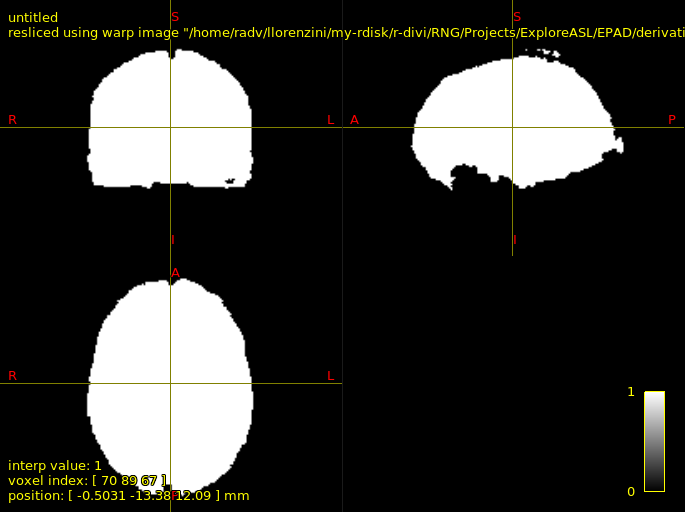 untitled
resliced using warp image "/home/radv/llorenzini/my-rdisk/r-divi/RNG/Projects/ExploreASL/EPAD/derivati
S
S
R
L
A
P
I
I
A
R
L
1
interp value: 1
voxel index: [ 70 89 67 ]
0
position: [ -0.5031 -13.38 12.09 ] mm
P